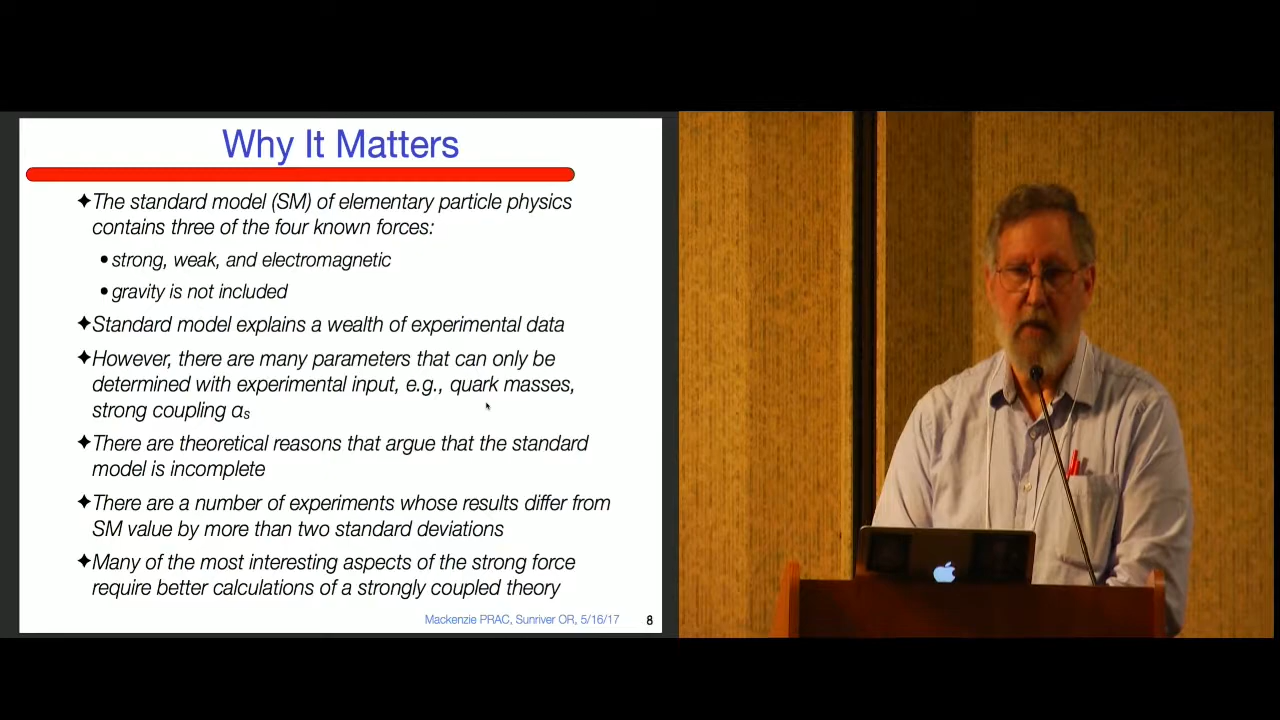 Why It Matters
✦The standard model (SM) of elementary particle physics
contains three of the four known forces:
•strong, weak, and electromagnetic
•gravity is not included
✦Standard model explains a wealth of experimental data
✦However, there are many parameters that can only be
determined with experimental input, e.g., quark masses,
strong coupling αs
✦There are theoretical reasons that argue that the standard
model is incomplete
✦There are a number of experiments whose results differ from
SM value by more than two standard deviations
✦Many of the most interesting aspects of the strong force
require better calculations of a strongly coupled theory
Mackenzie PRAC, Sunriver OR, 5/16/17 8